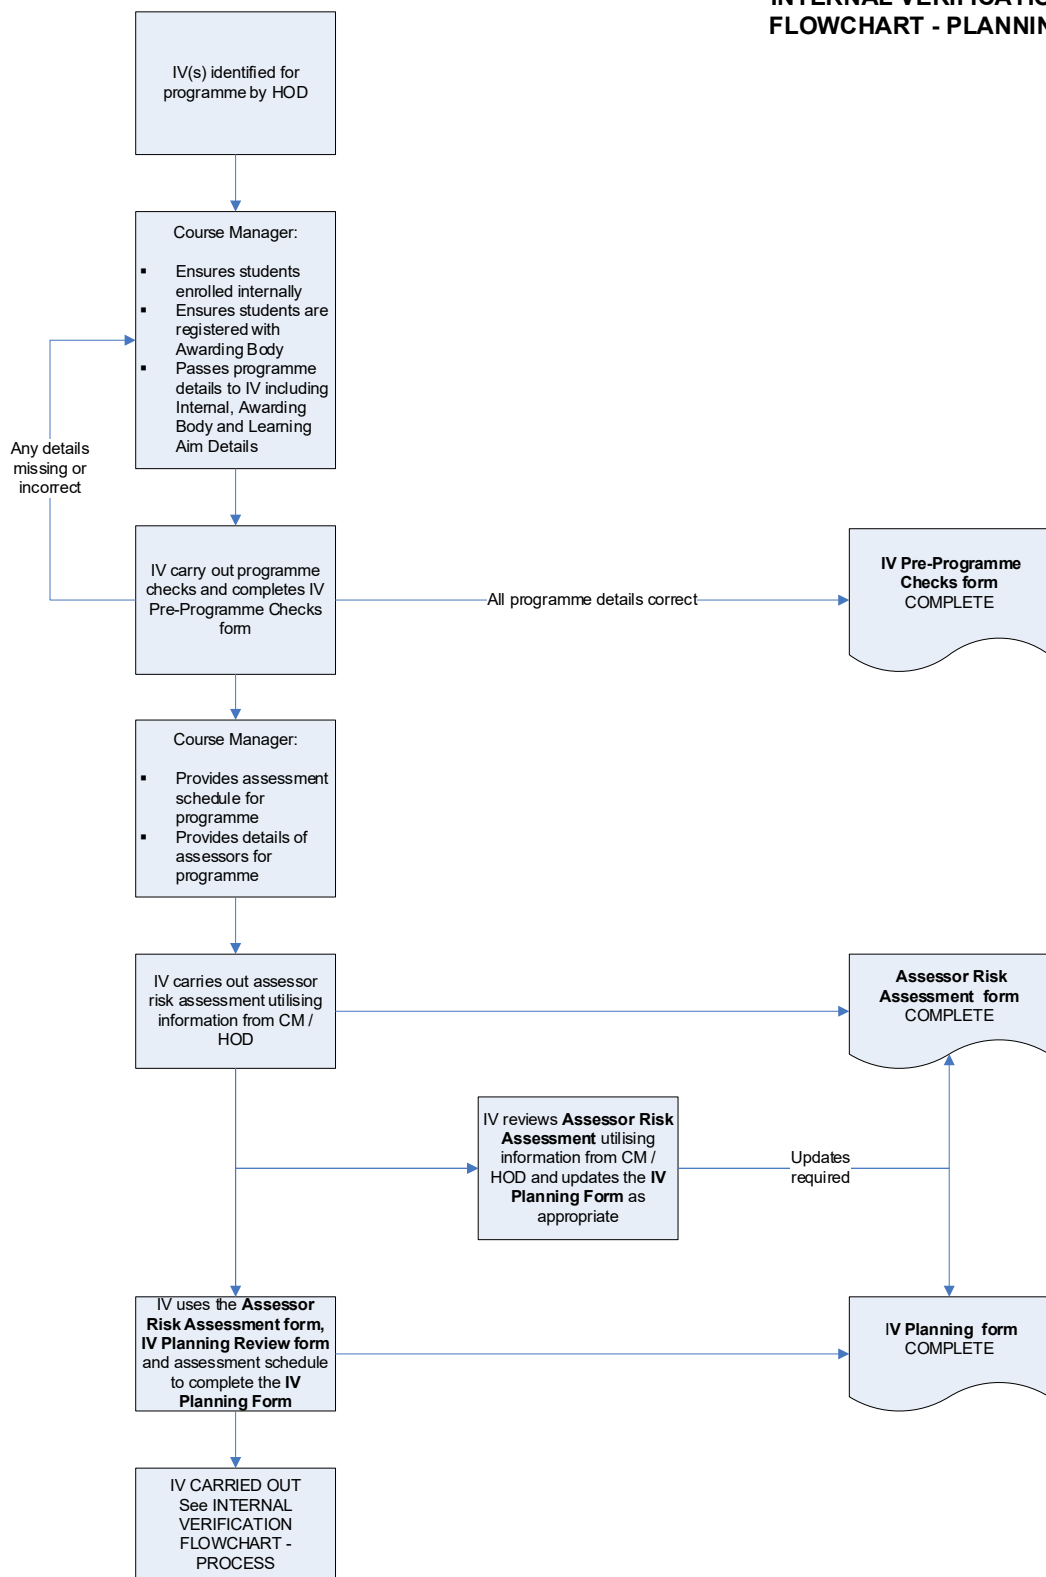 FLOWCHART - PLANNIN
IV(s) identified for
programme by HOD
Course Manager:
▪ Ensures students
enrolled internally
▪ Ensures students are
registered with
Awarding Body
▪ Passes programme
details to IV including
Internal, Awarding
Body and Learning
Aim Details
Any details
missing or
incorrect
IV carry out programme
checks and completes IV
Pre-Programme Checks
form
All programme details correct
IV Pre-Programme
Checks form
COMPLETE
Course Manager:
▪ Provides assessment
schedule for
programme
▪ Provides details of
assessors for
programme
IV carries out assessor
risk assessment utilising
information from CM /
HOD
Assessor Risk
Assessment form
COMPLETE
IV reviews Assessor Risk
Assessment utilising
information from CM /
HOD and updates the IV
Planning Form as
appropriate
Updates
required
IV uses the Assessor
Risk Assessment form,
IV Planning Review form
and assessment schedule
to complete the IV
Planning Form
IV Planning form
COMPLETE
IV CARRIED OUT
See INTERNAL
VERIFICATION
FLOWCHART -
PROCESS